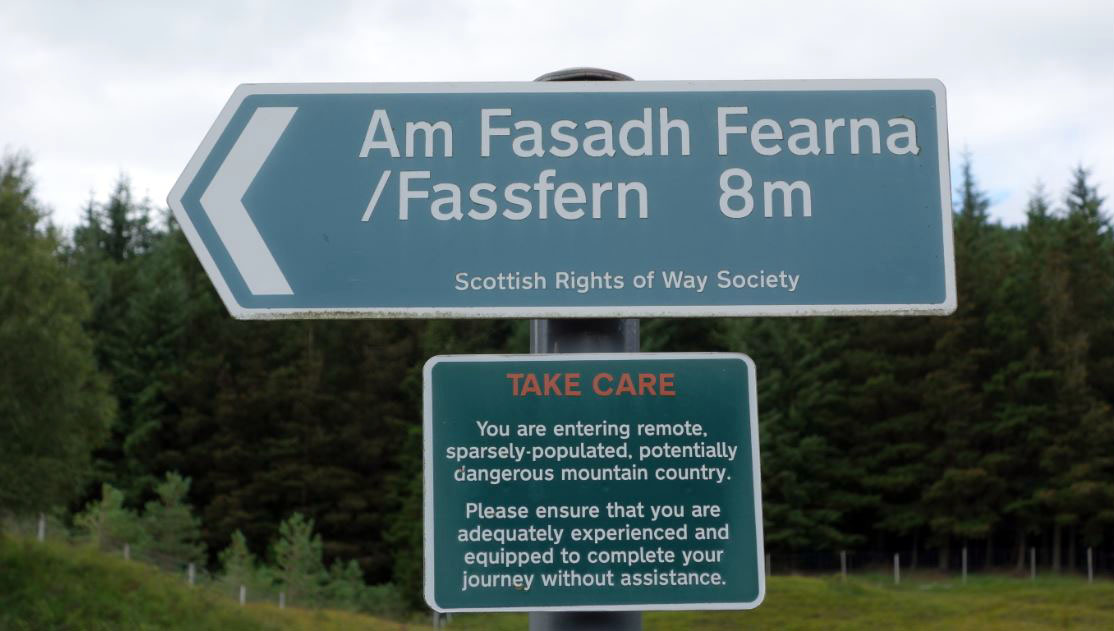 Am Fasadh Fearna
/Fassfern 8m
Scottish Rights of Way Society
TAKE CARE
You are entering remote,
sparsely-populated, potentially
dangerous mountain country.
Please ensure that you are
adequately experienced and
equipped to complete your
journey without assistance.